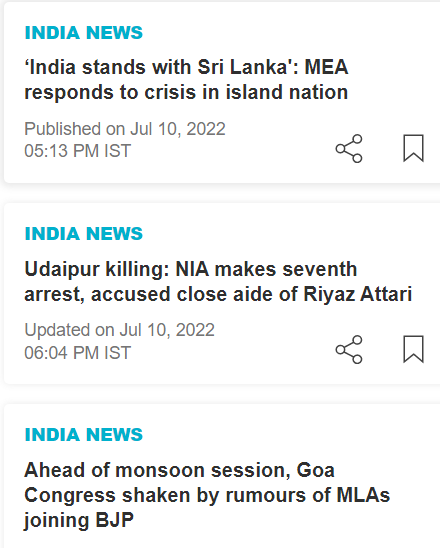 INDIA NEWS
‘India stands with Sri Lanka': MEA
responds to crisis in island nation
Published on Jul 10, 2022
05:13 PM IST
INDIA NEWS
Udaipur killing: NIA makes seventh
arrest, accused close aide of Riyaz Attari
Updated on Jul 10, 2022
06:04 PM IST
INDIA NEWS
Ahead of monsoon session, Goa
Congress shaken by rumours of MLAs
joining BJP